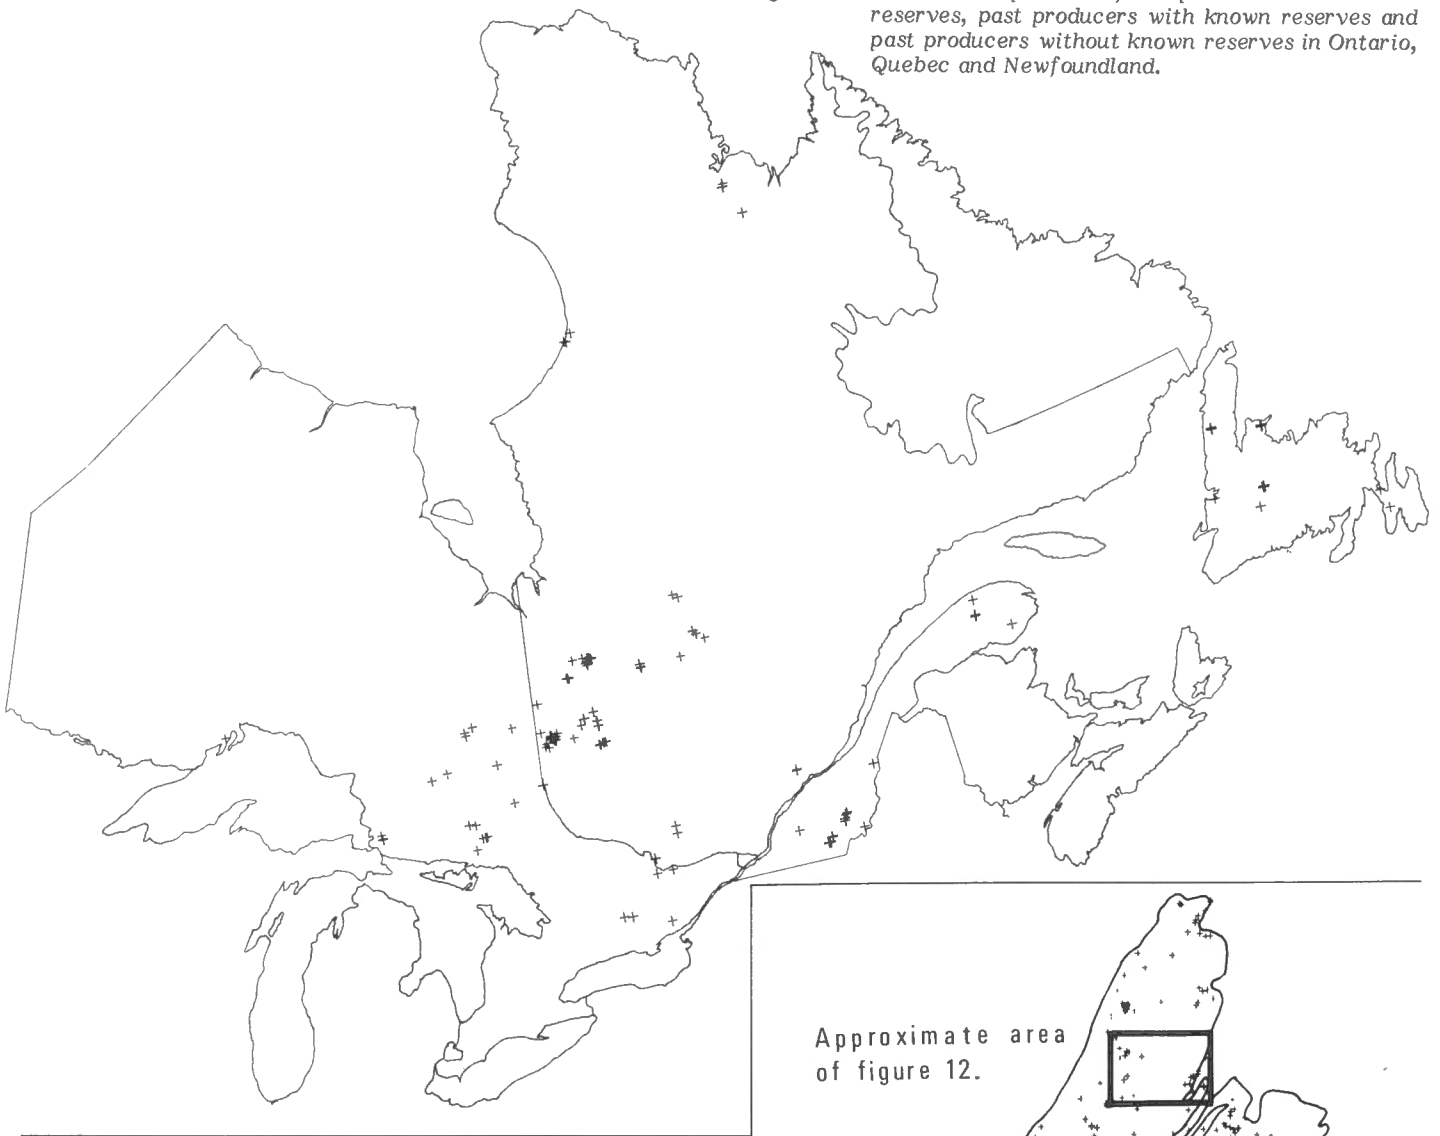 reserves, past producers with known reserves and
past producers without known reserves in Ontario,
Quebec and Newfoundland.
Approximate area
of figure 12.